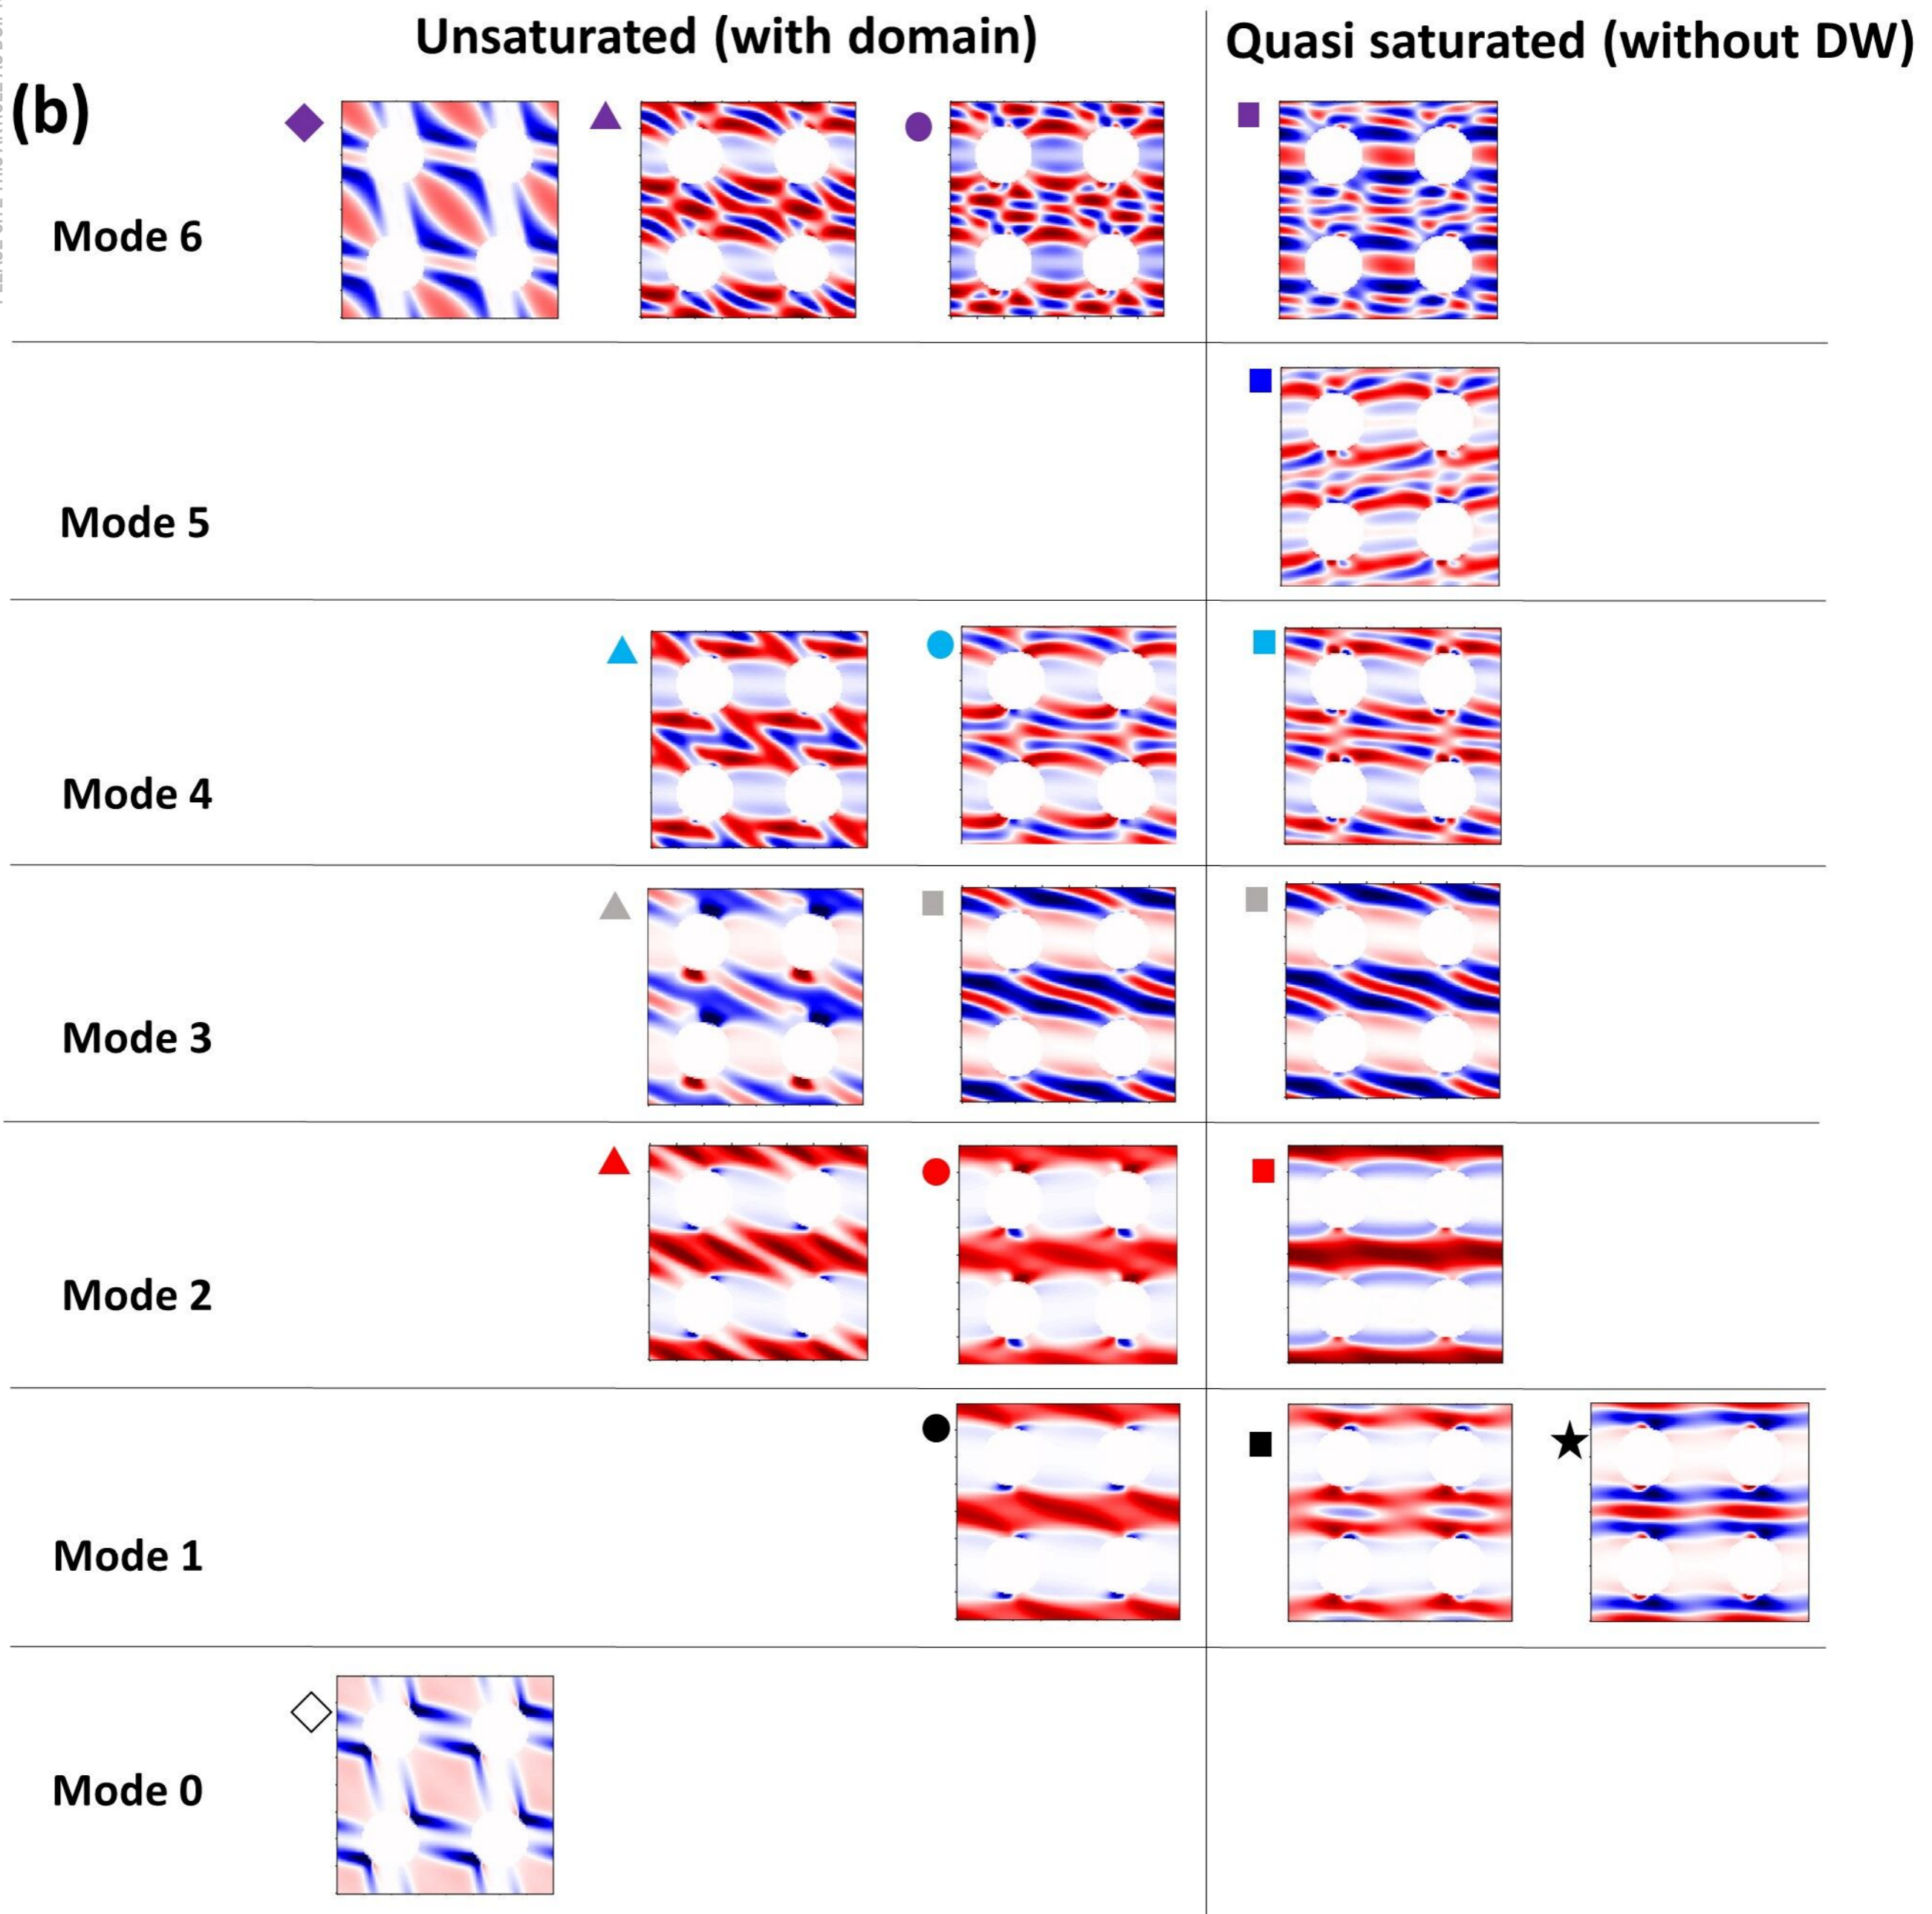 Unsaturated (with domain)
Quasi saturated (without DW)
(b)
Mode 6
Mode 5
Mode 4
Mode 3
Mode 2
Mode 1
Mode 0